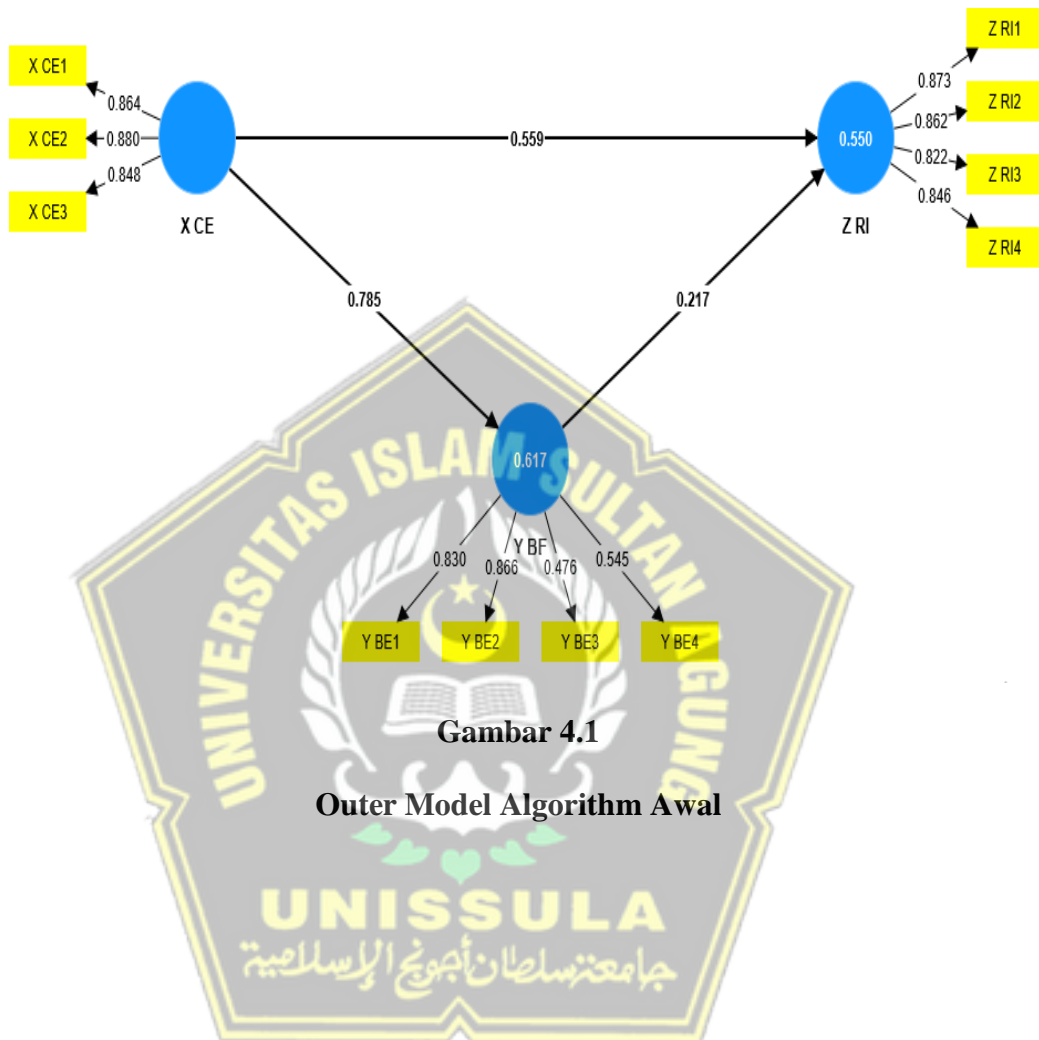 Z RI1
X CE1
0.873
Z RI2
0.864
0.862
X CE2
0.880
0.559
0.550
0.822
0.848
Z RI3
0.846
X CE3
X CE
Z RI
Z RI4
0.785
0.217
0.617
Y BF
0.830
0.866
0.476
0.545
Y BE1
Y BE2
Y BE3
Y BE4
UNIVERSITAS ISLAM SULTAN AGUNG
Gambar 4.1
Outer Model Algorithm Awal
UNISSULA
جامعة سلطان أجونج الإسلامية